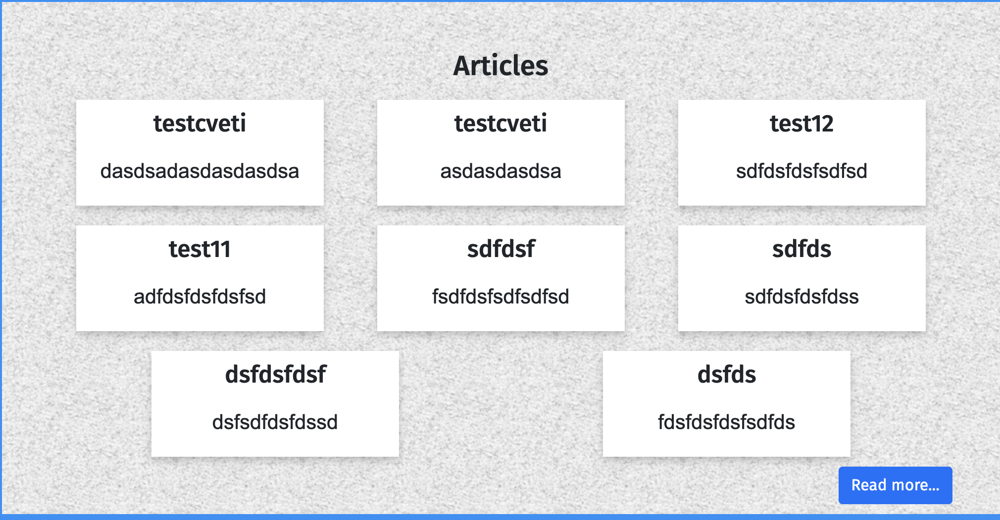 Articles
testcveti
testcveti
test12
dasdsadasdasdasdsa
asdasdasdsa
sdfdsfdsfsdfsd
test11
sdfdsf
sdfds
adfdsfdsfdsfsd
fsdfdsfsdfsdfsd
sdfdsfdsfdss
dsfdsfdsf
dsfds
dsfsdfdsfdssd
fdsfdsfdsfsdfds
Read more...